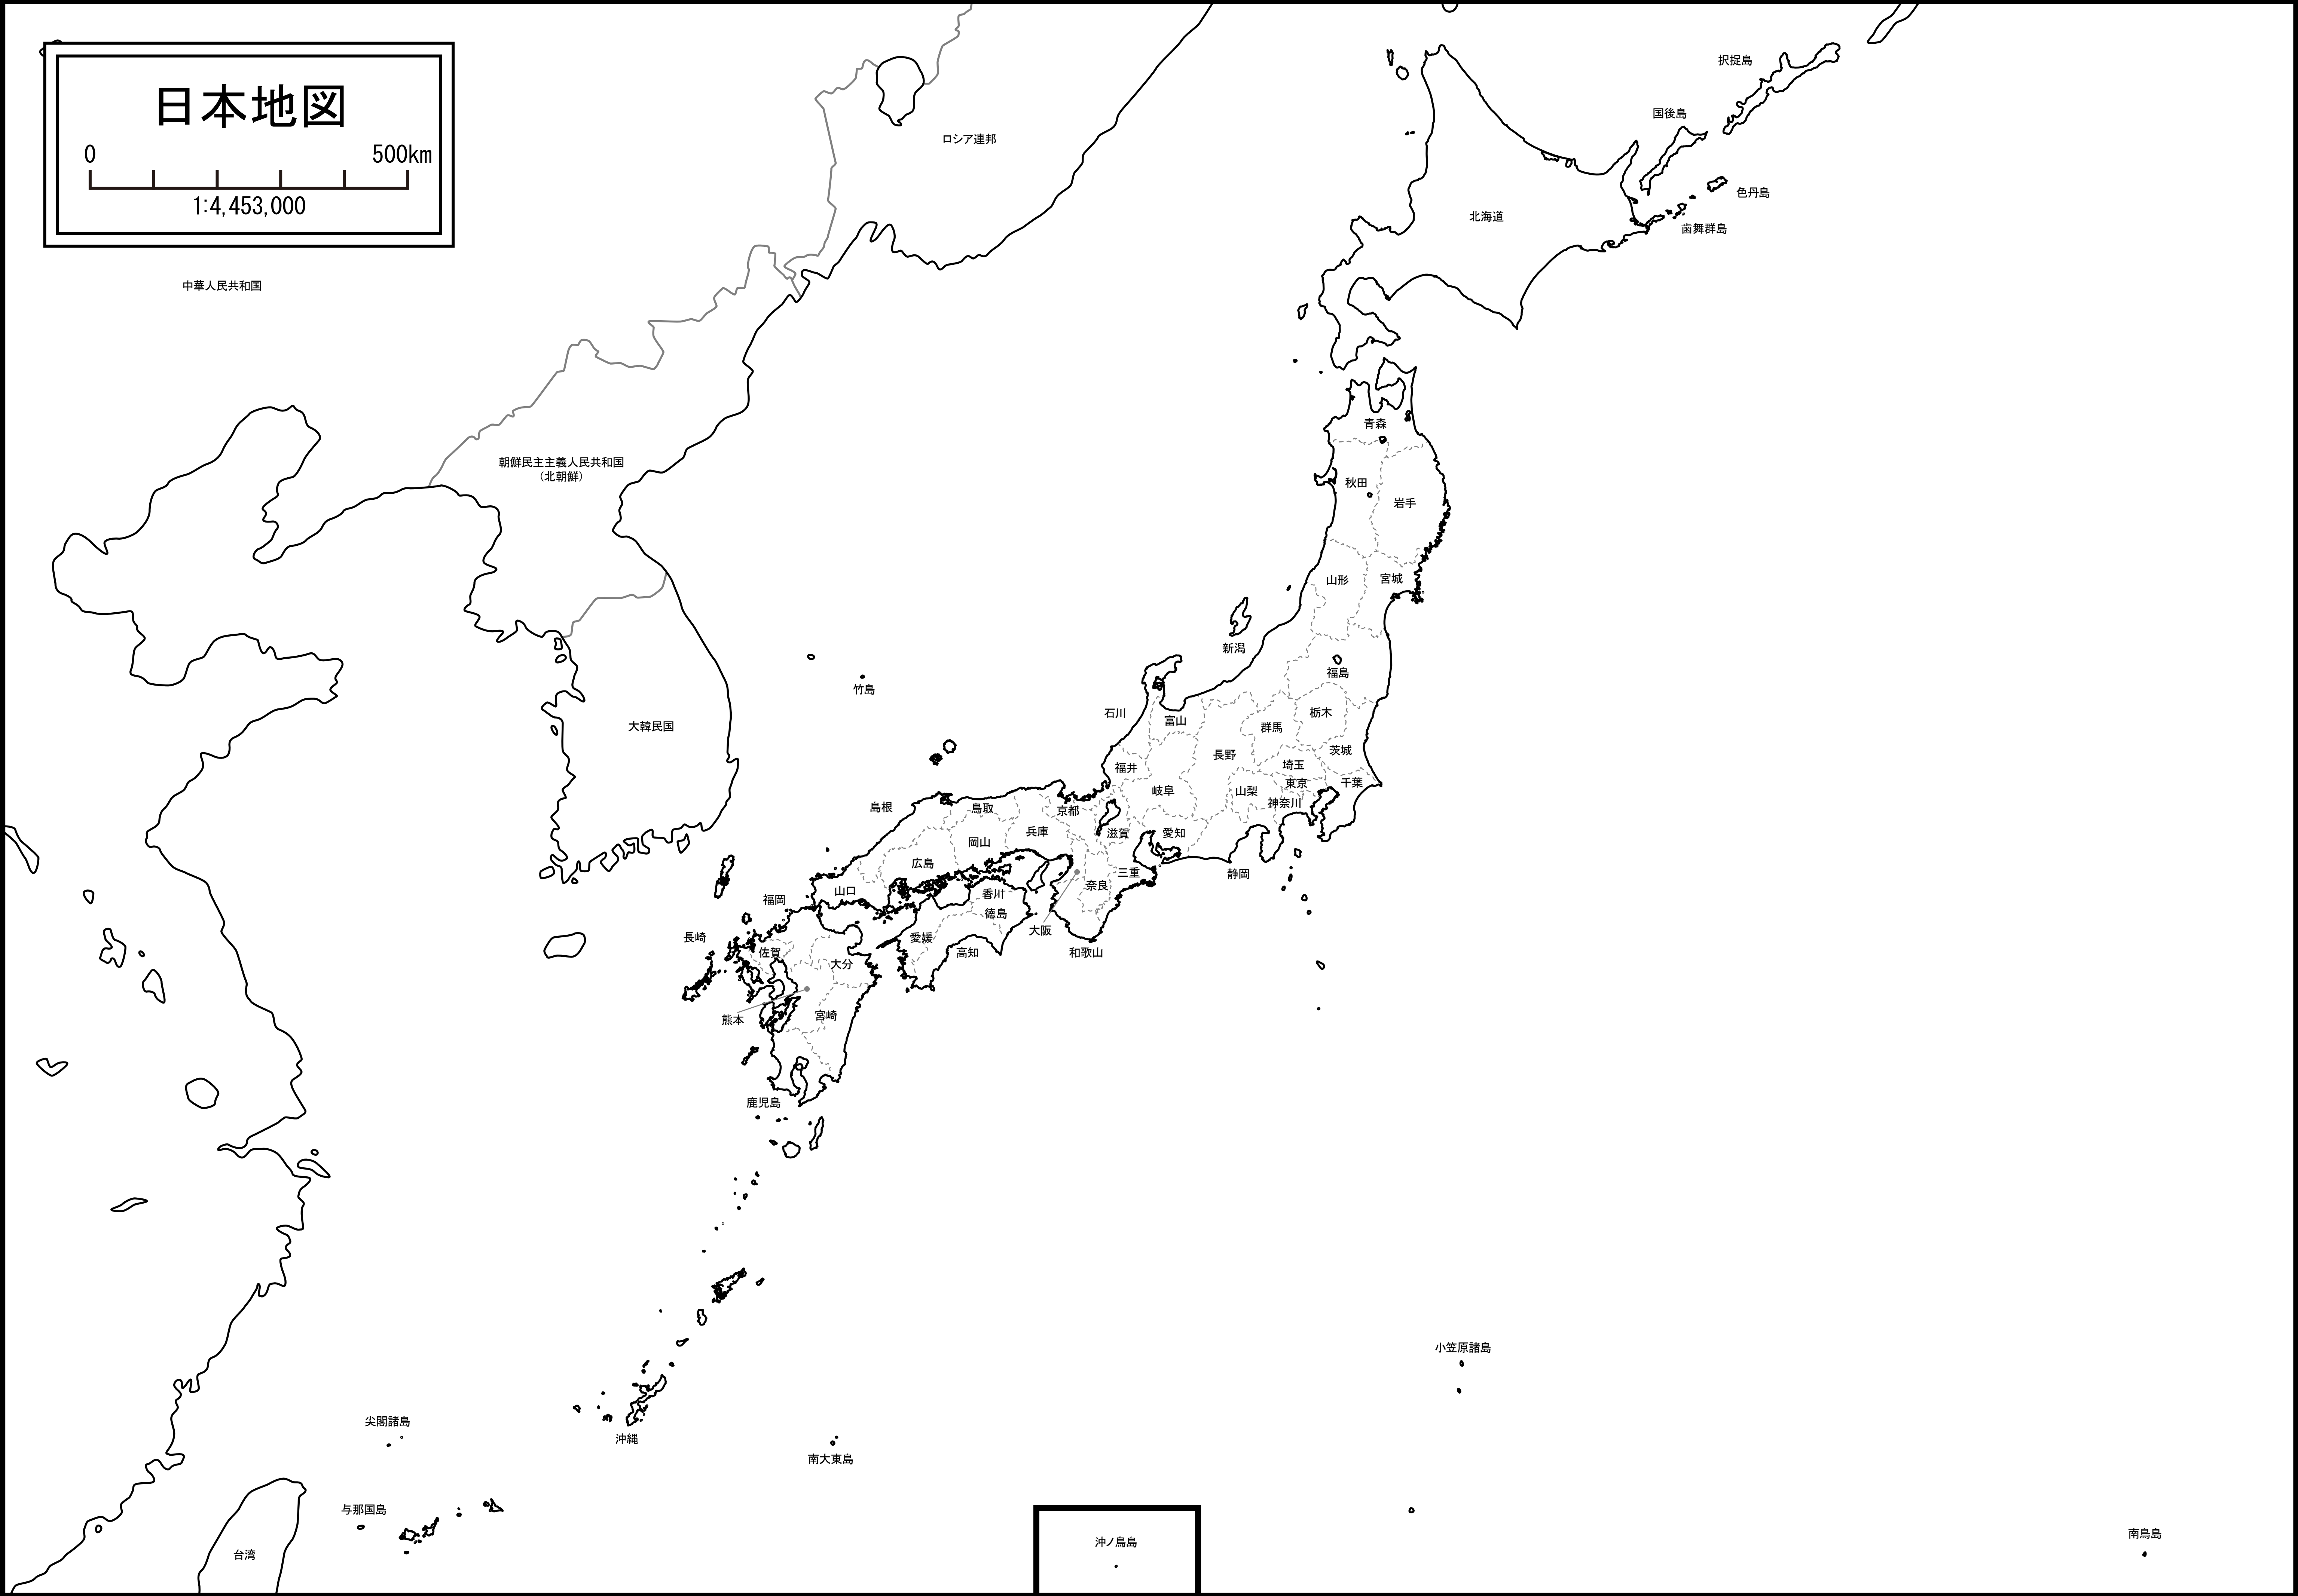 日本地図
0 500km
1:4,453,000
択捉島
国後島
ロシア連邦
色丹島
北海道
歯舞群島
中華人民共和国
青森
朝鮮民主主義人民共和国
(北朝鮮)
秋田
岩手
山形
宮城
新潟
福島
竹島
石川
富山
栃木
群馬
大韓民国
長野
茨城
福井
埼玉
岐阜
山梨
東京
千葉
神奈川
島根
鳥取
京都
兵庫
滋賀
愛知
岡山
広島
三重
静岡
奈良
山口
香川
福岡
徳島
大阪
長崎
愛媛
高知
和歌山
佐賀
大分
熊本
宮崎
鹿児島
小笠原諸島
尖閣諸島
沖縄
南大東島
与那国島
台湾
沖ノ鳥島
南鳥島